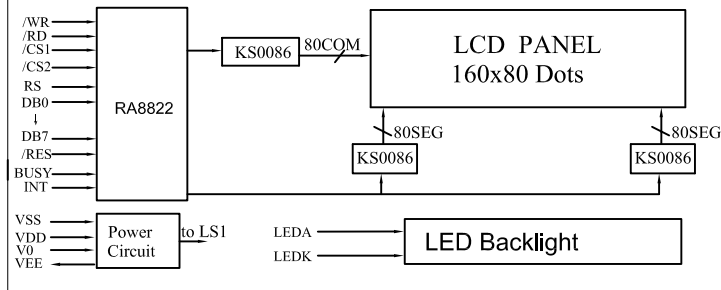 /WR
/RD
/CS1
/CS2
RS
DB0
↓
DB7
/RES
BUSY
INT
RA8822
KS0086
80COM
LCD PANEL
160x80 Dots
80SEG
80SEG
KS0086
KS0086
VSS
VDD
V0
VEE
Power
Circuit
to LS1
LEDA
LEDK
LED Backlight